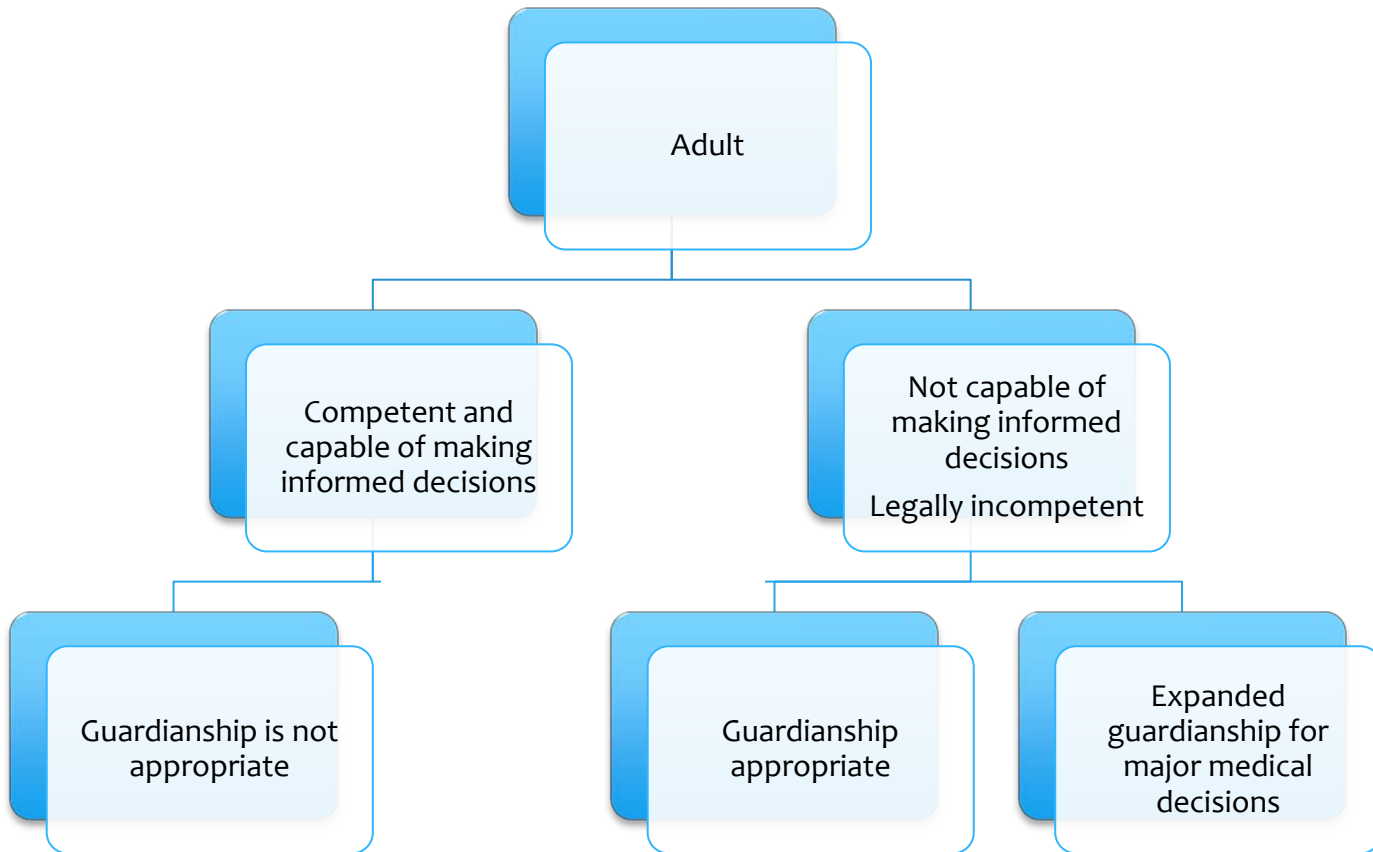 Adult
Competent and
capable of making
informed decisions
Not capable of
making informed
decisions
Legally incompetent
Guardianship is not
appropriate
Guardianship
appropriate
Expanded
guardianship for
major medical
decisions